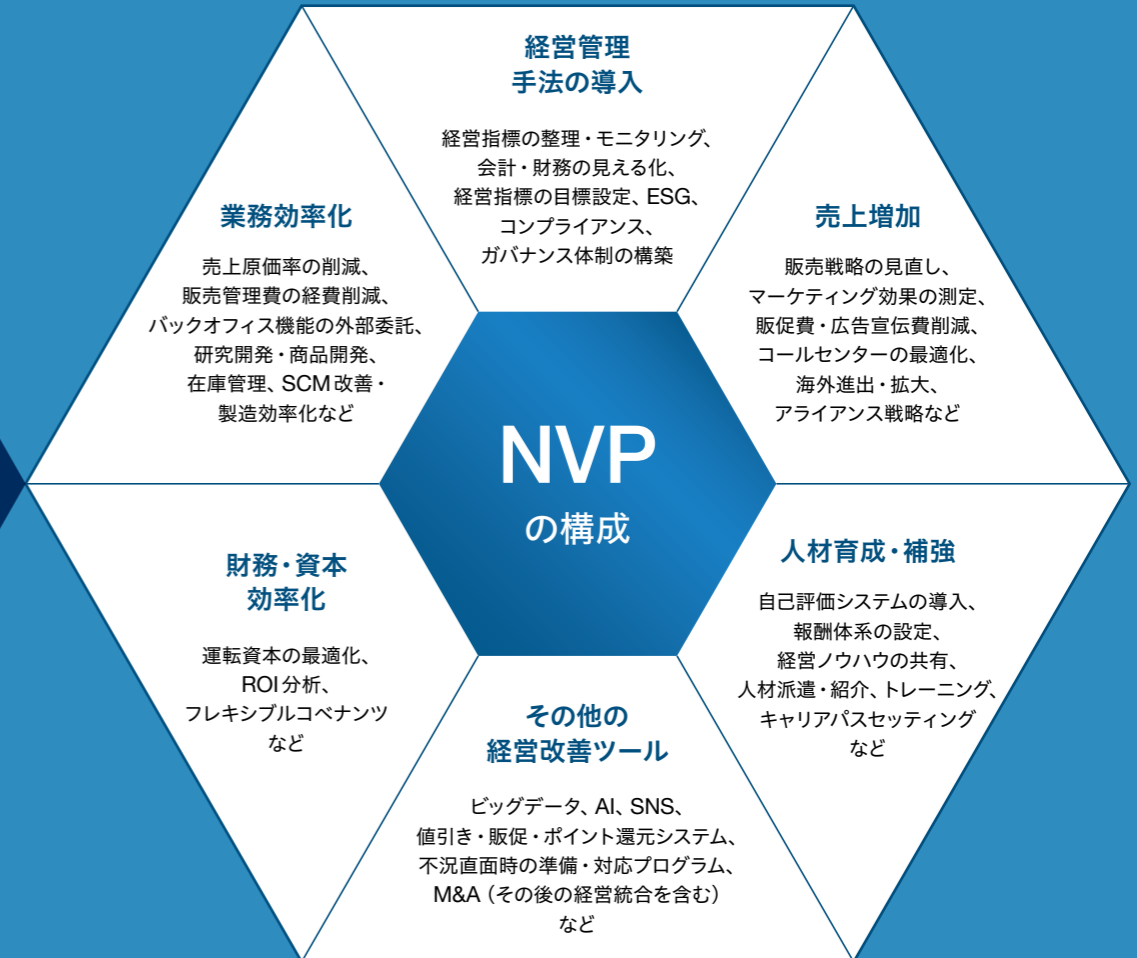 経営管理
手法の導入
経営指標の整理・モニタリング、
会計・財務の見える化、
経営指標の目標設定、ESG、
コンプライアンス、
ガバナンス体制の構築
業務効率化
売上原価率の削減、
販売管理費の経費削減、
バックオフィス機能の外部委託、
研究開発・商品開発、
在庫管理、SCM改善・
製造効率化など
売上増加
販売戦略の見直し、
マーケティング効果の測定、
販促費・広告宣伝費削減、
コールセンターの最適化、
海外進出・拡大、
アライアンス戦略など
NVP
の構成
財務・資本
効率化
運転資本の最適化、
ROI分析、
フレキシブルコベナンツ
など
人材育成・補強
自己評価システムの導入、
報酬体系の設定、
経営ノウハウの共有、
人材派遣・紹介、トレーニング、
キャリアパスセッティング
など
その他の
経営改善ツール
ビッグデータ、AI、SNS、
値引き・販促・ポイント還元システム、
不況直面時の準備・対応プログラム、
M&A（その後の経営統合を含む）
など